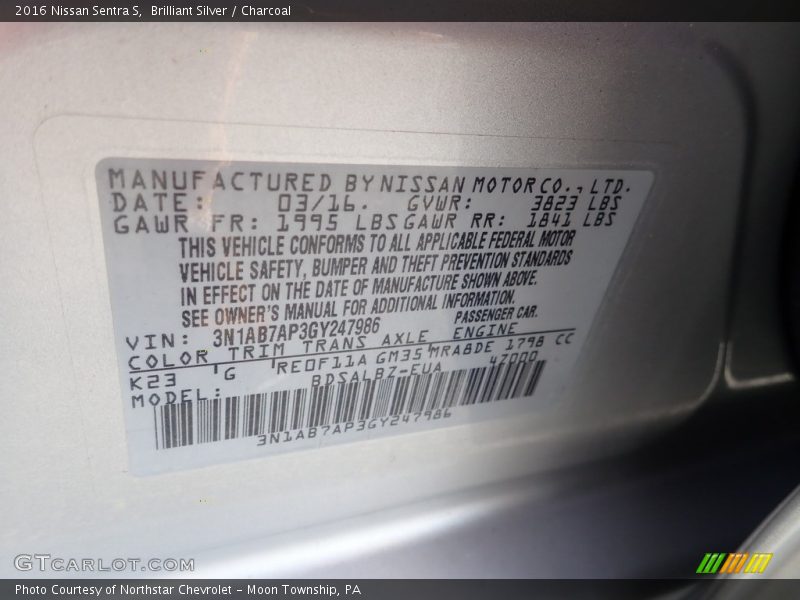 2016 Nissan Sentra S,  Brilliant Silver / Charcoal
MANUFACTURED BY NISSAN MOTOR CO., LTD.
DATE: 03/16. GVWR: 3823 LBS
GAWR FR: 1995 LBS GAWR RR: 1841 LBS
THIS VEHICLE CONFORMS TO ALL APPLICABLE FEDERAL MOTOR
VEHICLE SAFETY, BUMPER AND THEFT PREVENTION STANDARDS
IN EFFECT ON THE DATE OF MANUFACTURE SHOWN ABOVE.
SEE OWNER'S MANUAL FOR ADDITIONAL INFORMATION.
VIN: 3N1AB7AP3GY247986 PASSENGER CAR.
COLOR TRIM TRANS AXLE ENGINE
K23 G RE0F11A GM35 MRA8DE 1798 CC
MODEL: BDSALBZ-EUA 47000
3N1AB7AP3GY247986
GTCARLOT.COM
Photo Courtesy of Northstar Chevrolet - Moon Township, PA